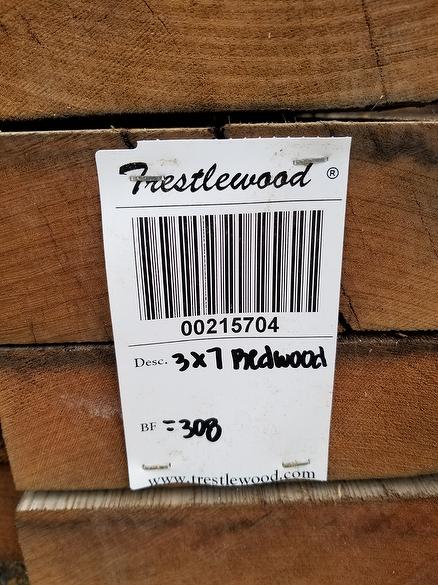 Trestlewood ®
00215704
Desc. 3x7 Redwood
BF = 308
www.trestlewood.com